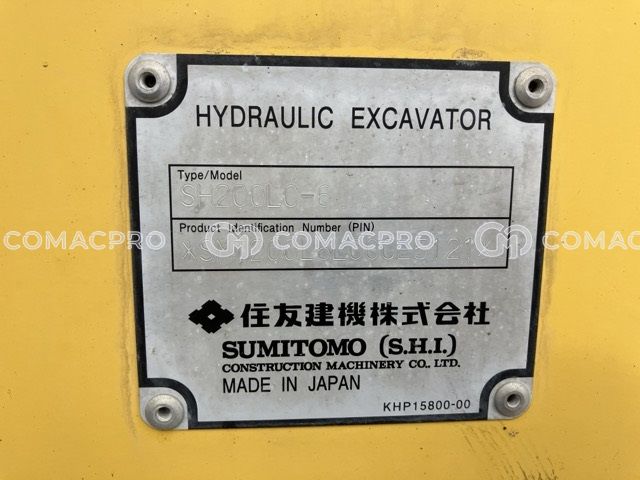 HYDRAULIC EXCAVATOR
Type/Model
SH200LC-6
Product Identification Number (PIN)
COMACPRO COMACPRO COMACPRO
住友建機株式会社
SUMITOMO (S.H.I.)
CONSTRUCTION MACHINERY CO., LTD.
MADE IN JAPAN
KHP15800-00